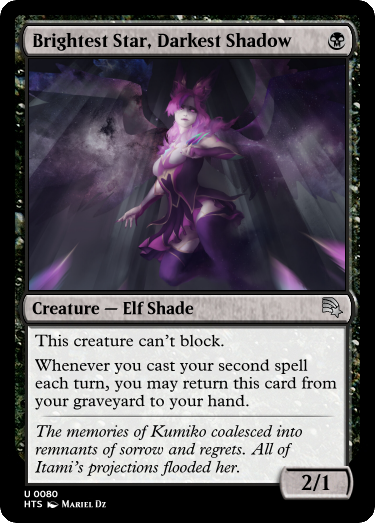 Brightest Star, Darkest Shadow
Creature — Elf Shade
This creature can't block.
Whenever you cast your second spell
each turn, you may return this card from
your graveyard to your hand.
The memories of Kumiko coalesced into
remnants of sorrow and regrets. All of
Itami's projections flooded her.
2/1
U 0080
HTS Mariel Dz